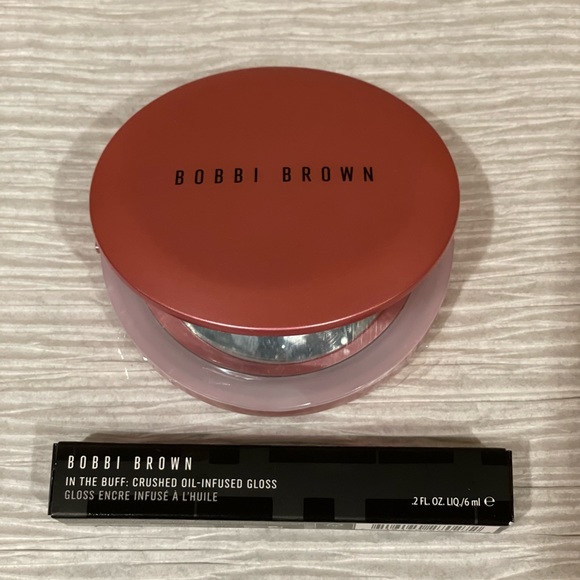 BOBBI BROWN
BOBBI BROWN
IN THE BUFF: CRUSHED OIL-INFUSED GLOSS
GLOSS ENCRE INFUSÉ À L'HUILE
.2 FL. OZ. LIQ./6 ml ℮